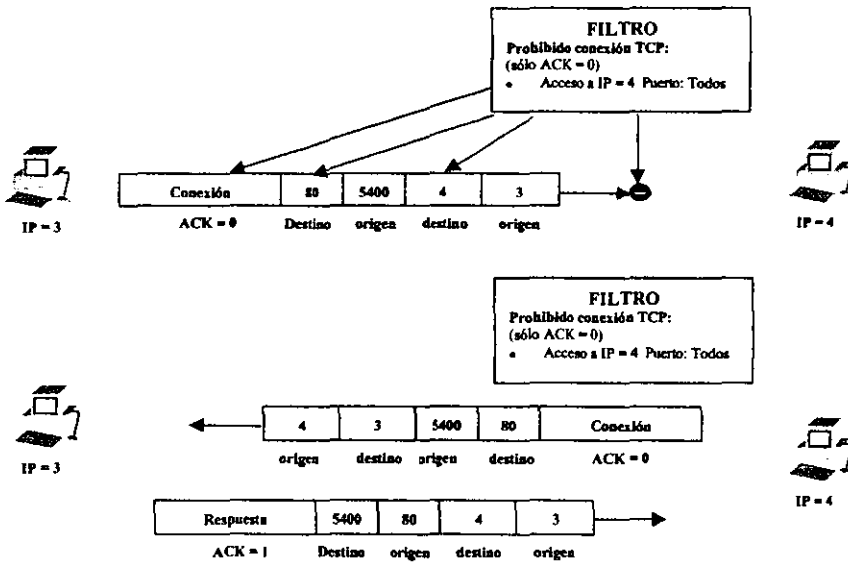 FILTRO
Prohibido conexión TCP:
(sólo ACK = 0)
• Acceso a IP = 4 Puerto: Todos
Conexión 80 5400 4 3
IP = 3 ACK = 0 Destino origen destino origen IP = 4
FILTRO
Prohibido conexión TCP:
(sólo ACK = 0)
• Acceso a IP = 4 Puerto: Todos
4 3 5400 80 Conexión
IP = 3 origen destino origen destino ACK = 0
IP = 4
Respuesta 5400 80 4 3
ACK = 1 Destino origen destino origen